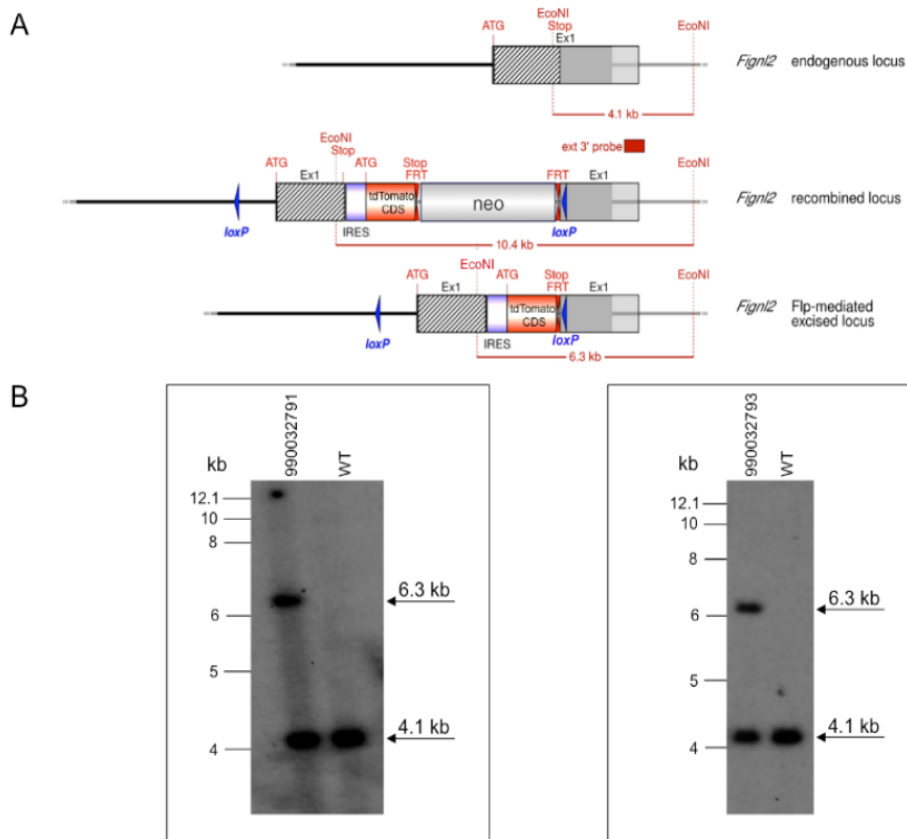 A
EcoNI
ATG Stop EcoNI
Ex1
Fignl2 endogenous locus
4.1 kb
ext 3' probe
EcoNI
Stop Stop EcoNI
ATG ATG FRT FRT
Ex1 Ex1
tdTomato
CDS
neo
Fignl2 recombined locus
loxP IRES loxP
10.4 kb
EcoNI
ATG ATG Stop EcoNI
Ex1 FRT Ex1
tdTomato
CDS
Fignl2 Flp-mediated
excised locus
loxP IRES loxP
6.3 kb
B
990032791
WT
kb
12.1
10
8
6.3 kb
6
5
4.1 kb
4
990032793
WT
kb
12.1
10
8
6.3 kb
6
5
4.1 kb
4